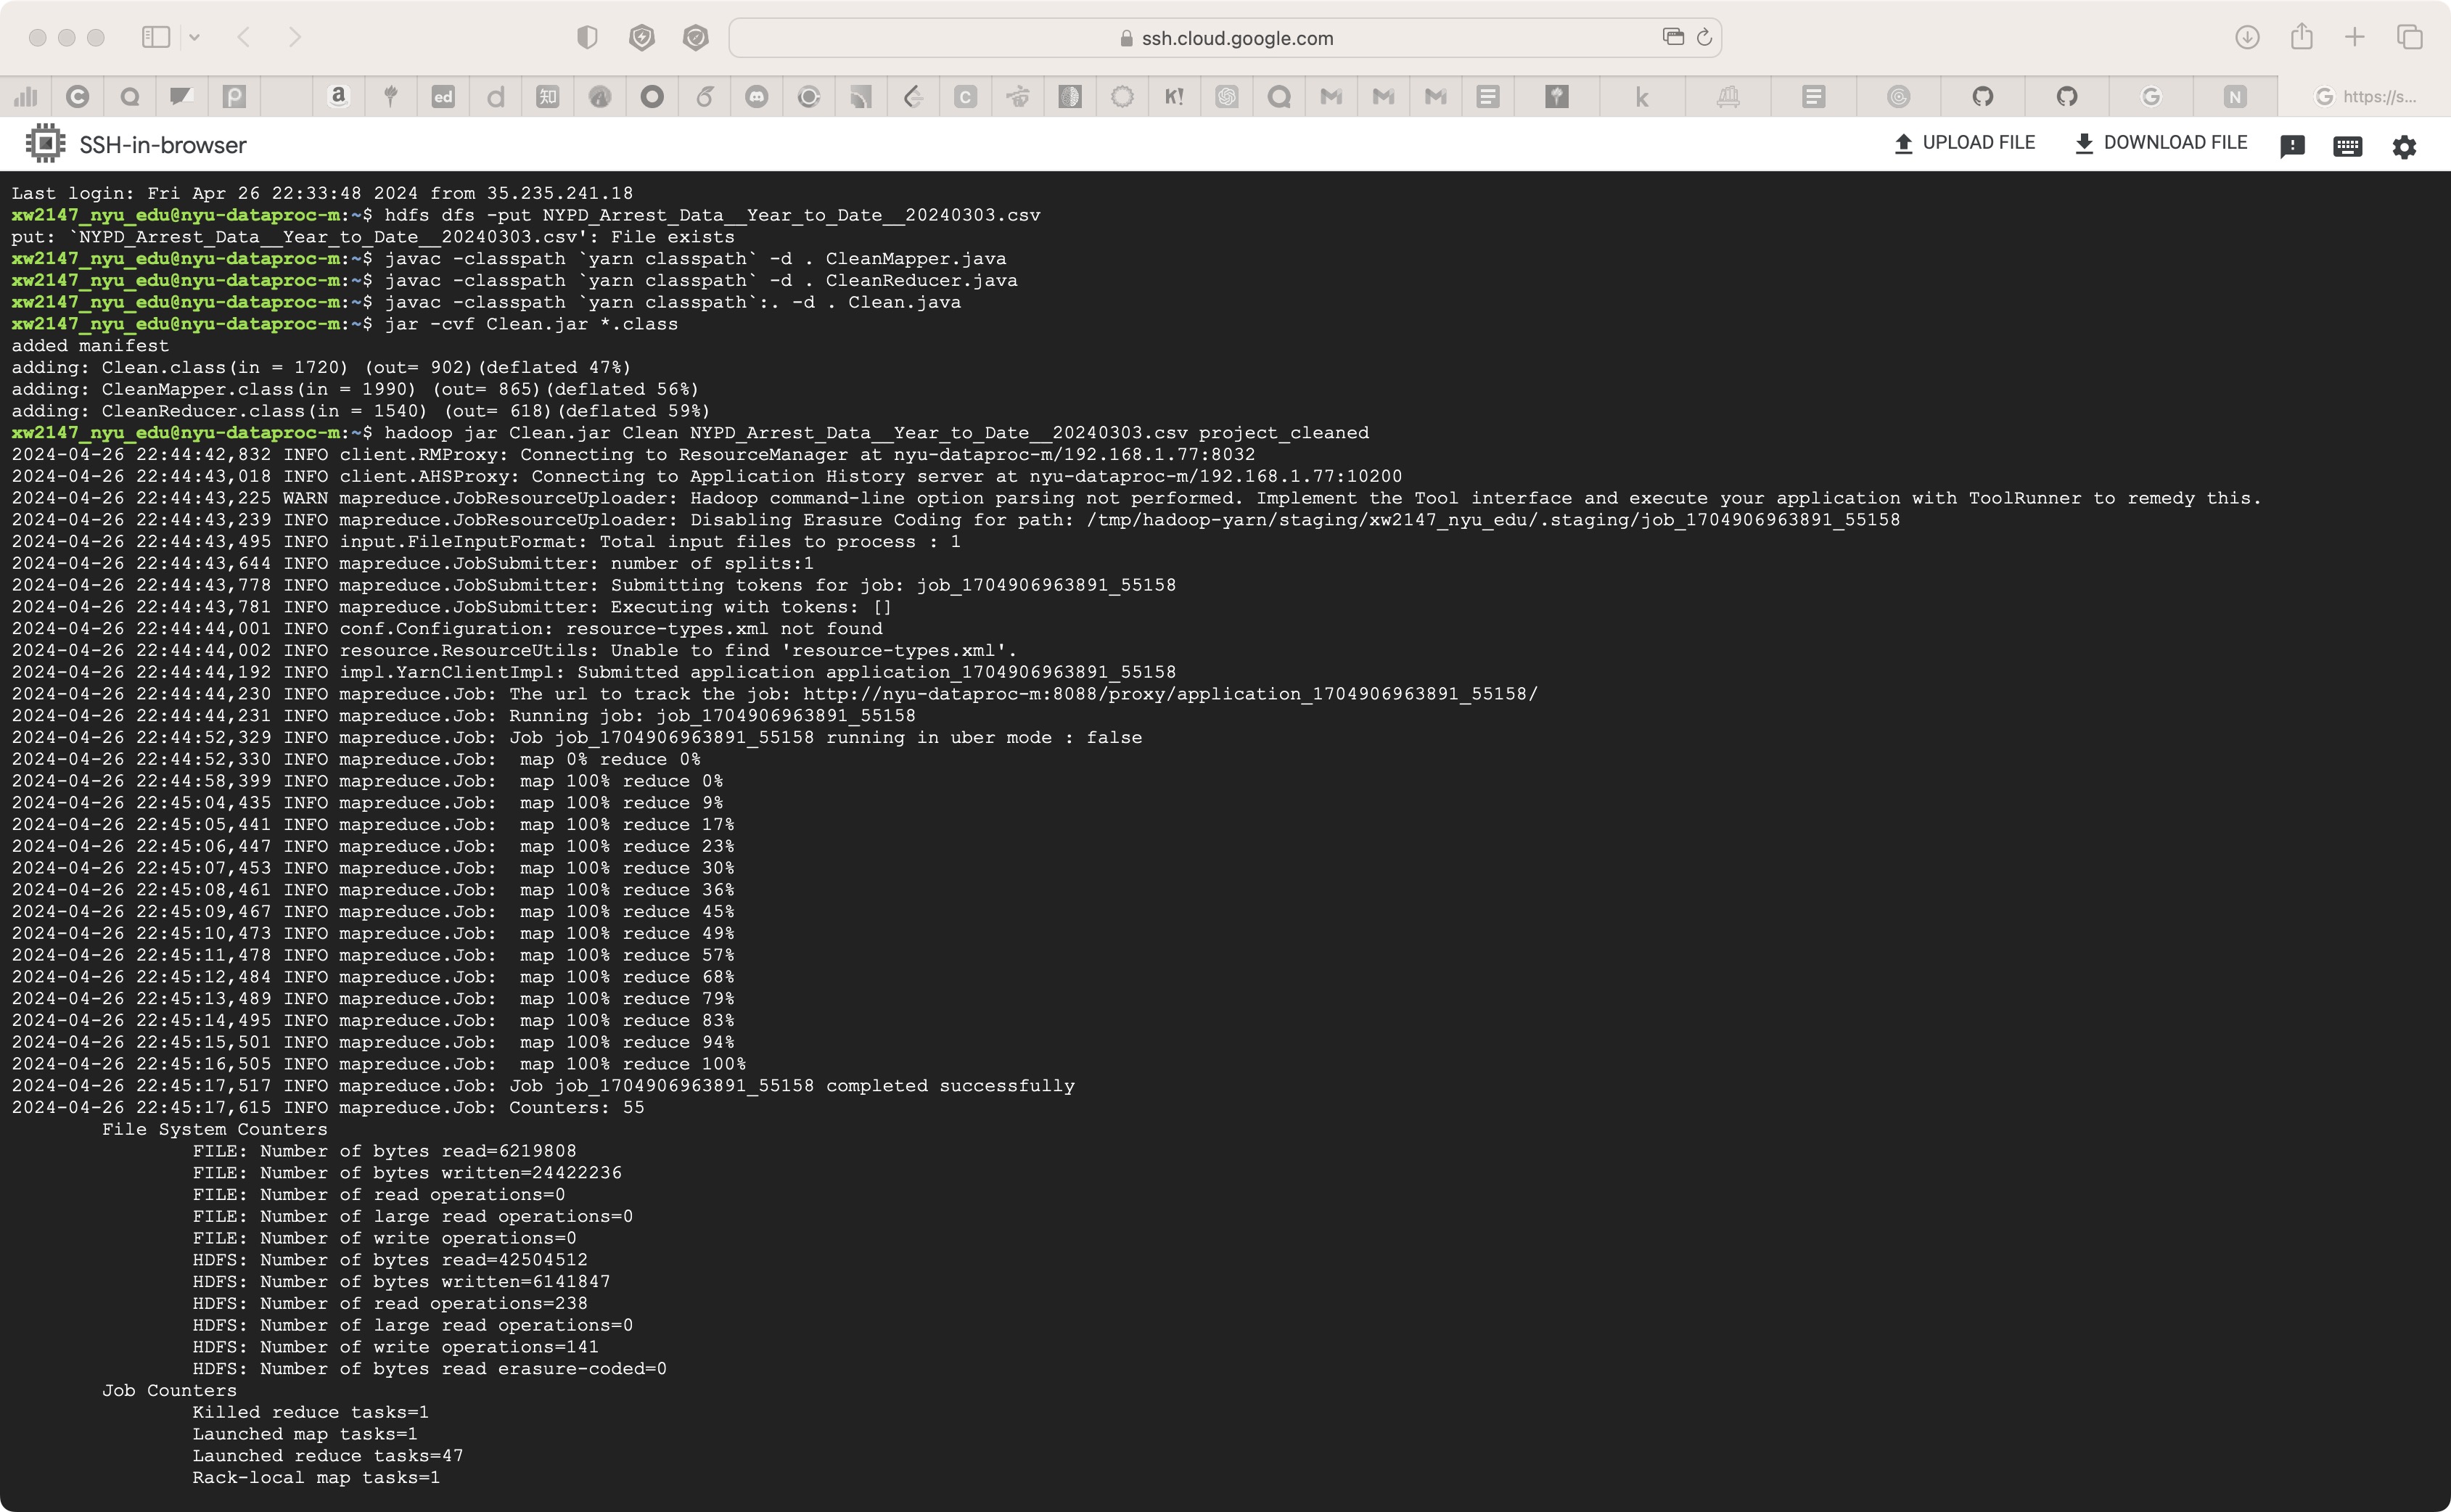 ssh.cloud.google.com
a ed d 知 C K! k G N G https://s...
SSH-in-browser
UPLOAD FILE
DOWNLOAD FILE
Last login: Fri Apr 26 22:33:48 2024 from 35.235.241.18
xw2147_nyu_edu@nyu-dataproc-m:~$ hdfs dfs -put NYPD_Arrest_Data__Year_to_Date__20240303.csv
put: `NYPD_Arrest_Data__Year_to_Date__20240303.csv': File exists
xw2147_nyu_edu@nyu-dataproc-m:~$ javac -classpath `yarn classpath` -d . CleanMapper.java
xw2147_nyu_edu@nyu-dataproc-m:~$ javac -classpath `yarn classpath` -d . CleanReducer.java
xw2147_nyu_edu@nyu-dataproc-m:~$ javac -classpath `yarn classpath`:. -d . Clean.java
xw2147_nyu_edu@nyu-dataproc-m:~$ jar -cvf Clean.jar *.class
added manifest
adding: Clean.class(in = 1720) (out= 902)(deflated 47%)
adding: CleanMapper.class(in = 1990) (out= 865)(deflated 56%)
adding: CleanReducer.class(in = 1540) (out= 618)(deflated 59%)
xw2147_nyu_edu@nyu-dataproc-m:~$ hadoop jar Clean.jar Clean NYPD_Arrest_Data__Year_to_Date__20240303.csv project_cleaned
2024-04-26 22:44:42,832 INFO client.RMProxy: Connecting to ResourceManager at nyu-dataproc-m/192.168.1.77:8032
2024-04-26 22:44:43,018 INFO client.AHSProxy: Connecting to Application History server at nyu-dataproc-m/192.168.1.77:10200
2024-04-26 22:44:43,225 WARN mapreduce.JobResourceUploader: Hadoop command-line option parsing not performed. Implement the Tool interface and execute your application with ToolRunner to remedy this.
2024-04-26 22:44:43,239 INFO mapreduce.JobResourceUploader: Disabling Erasure Coding for path: /tmp/hadoop-yarn/staging/xw2147_nyu_edu/.staging/job_1704906963891_55158
2024-04-26 22:44:43,495 INFO input.FileInputFormat: Total input files to process : 1
2024-04-26 22:44:43,644 INFO mapreduce.JobSubmitter: number of splits:1
2024-04-26 22:44:43,778 INFO mapreduce.JobSubmitter: Submitting tokens for job: job_1704906963891_55158
2024-04-26 22:44:43,781 INFO mapreduce.JobSubmitter: Executing with tokens: []
2024-04-26 22:44:44,001 INFO conf.Configuration: resource-types.xml not found
2024-04-26 22:44:44,002 INFO resource.ResourceUtils: Unable to find 'resource-types.xml'.
2024-04-26 22:44:44,192 INFO impl.YarnClientImpl: Submitted application application_1704906963891_55158
2024-04-26 22:44:44,230 INFO mapreduce.Job: The url to track the job: http://nyu-dataproc-m:8088/proxy/application_1704906963891_55158/
2024-04-26 22:44:44,231 INFO mapreduce.Job: Running job: job_1704906963891_55158
2024-04-26 22:44:52,329 INFO mapreduce.Job: Job job_1704906963891_55158 running in uber mode : false
2024-04-26 22:44:52,330 INFO mapreduce.Job:  map 0% reduce 0%
2024-04-26 22:44:58,399 INFO mapreduce.Job:  map 100% reduce 0%
2024-04-26 22:45:04,435 INFO mapreduce.Job:  map 100% reduce 9%
2024-04-26 22:45:05,441 INFO mapreduce.Job:  map 100% reduce 17%
2024-04-26 22:45:06,447 INFO mapreduce.Job:  map 100% reduce 23%
2024-04-26 22:45:07,453 INFO mapreduce.Job:  map 100% reduce 30%
2024-04-26 22:45:08,461 INFO mapreduce.Job:  map 100% reduce 36%
2024-04-26 22:45:09,467 INFO mapreduce.Job:  map 100% reduce 45%
2024-04-26 22:45:10,473 INFO mapreduce.Job:  map 100% reduce 49%
2024-04-26 22:45:11,478 INFO mapreduce.Job:  map 100% reduce 57%
2024-04-26 22:45:12,484 INFO mapreduce.Job:  map 100% reduce 68%
2024-04-26 22:45:13,489 INFO mapreduce.Job:  map 100% reduce 79%
2024-04-26 22:45:14,495 INFO mapreduce.Job:  map 100% reduce 83%
2024-04-26 22:45:15,501 INFO mapreduce.Job:  map 100% reduce 94%
2024-04-26 22:45:16,505 INFO mapreduce.Job:  map 100% reduce 100%
2024-04-26 22:45:17,517 INFO mapreduce.Job: Job job_1704906963891_55158 completed successfully
2024-04-26 22:45:17,615 INFO mapreduce.Job: Counters: 55
File System Counters
FILE: Number of bytes read=6219808
FILE: Number of bytes written=24422236
FILE: Number of read operations=0
FILE: Number of large read operations=0
FILE: Number of write operations=0
HDFS: Number of bytes read=42504512
HDFS: Number of bytes written=6141847
HDFS: Number of read operations=238
HDFS: Number of large read operations=0
HDFS: Number of write operations=141
HDFS: Number of bytes read erasure-coded=0
Job Counters
Killed reduce tasks=1
Launched map tasks=1
Launched reduce tasks=47
Rack-local map tasks=1